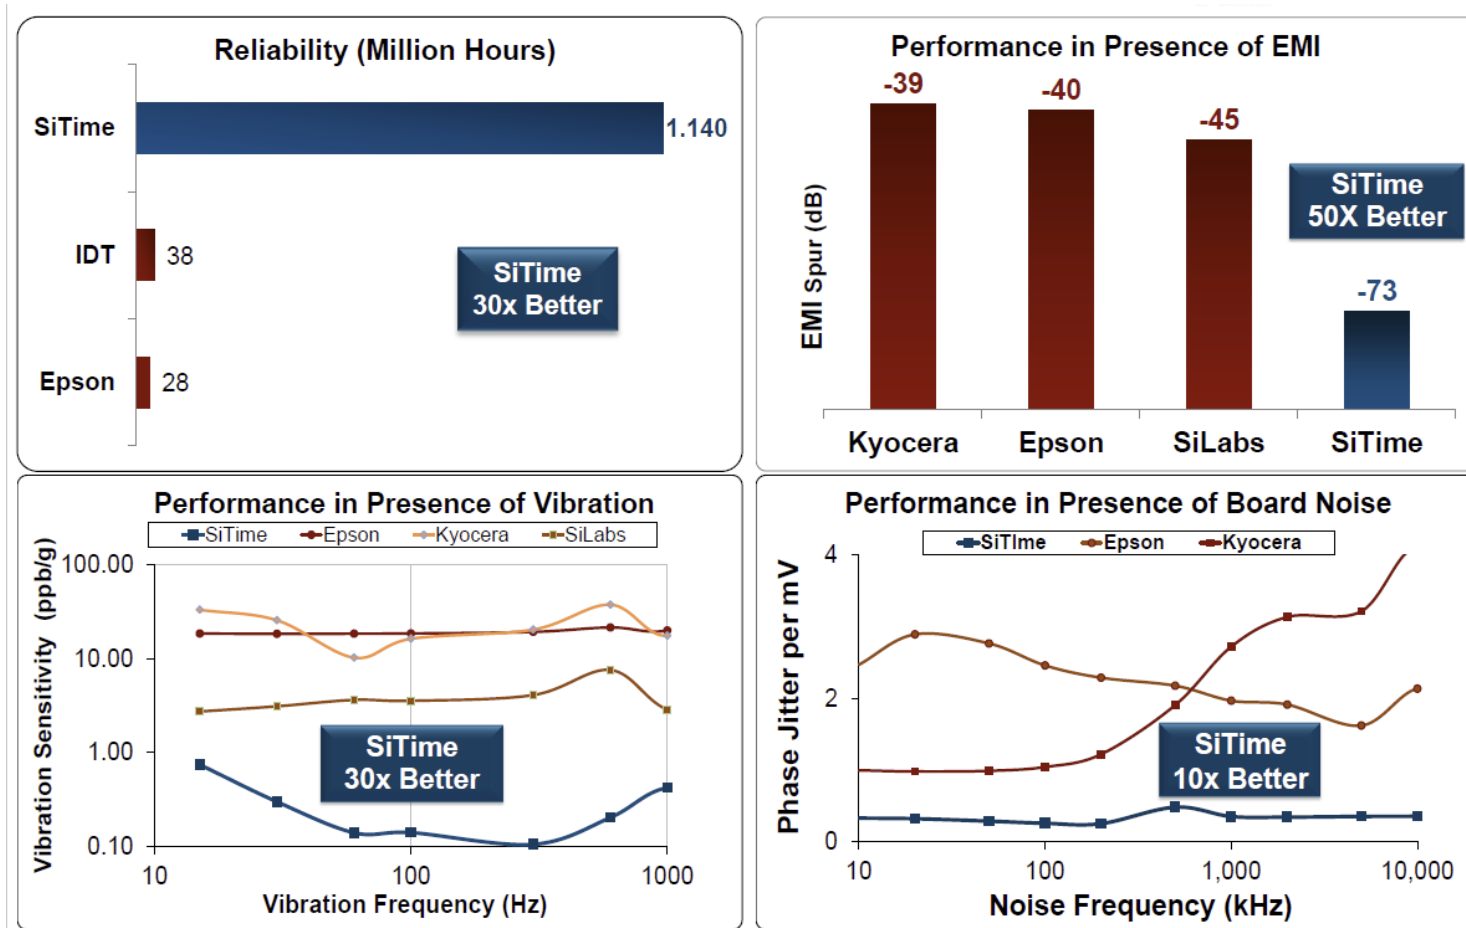 Reliability (Million Hours)
SiTime
1.140
IDT
38
Epson
28
SiTime
30x Better
Performance in Presence of EMI
EMI Spur (dB)
-39
-40
-45
-73
SiTime
50X Better
Kyocera
Epson
SiLabs
SiTime
Performance in Presence of Vibration
SiTime Epson Kyocera SiLabs
Vibration Sensitivity (ppb/g)
100.00
10.00
1.00
0.10
SiTime
30x Better
10 100 1000
Vibration Frequency (Hz)
Performance in Presence of Board Noise
SiTIme Epson Kyocera
Phase Jitter per mV
4
2
0
SiTime
10x Better
10 100 1,000 10,000
Noise Frequency (kHz)